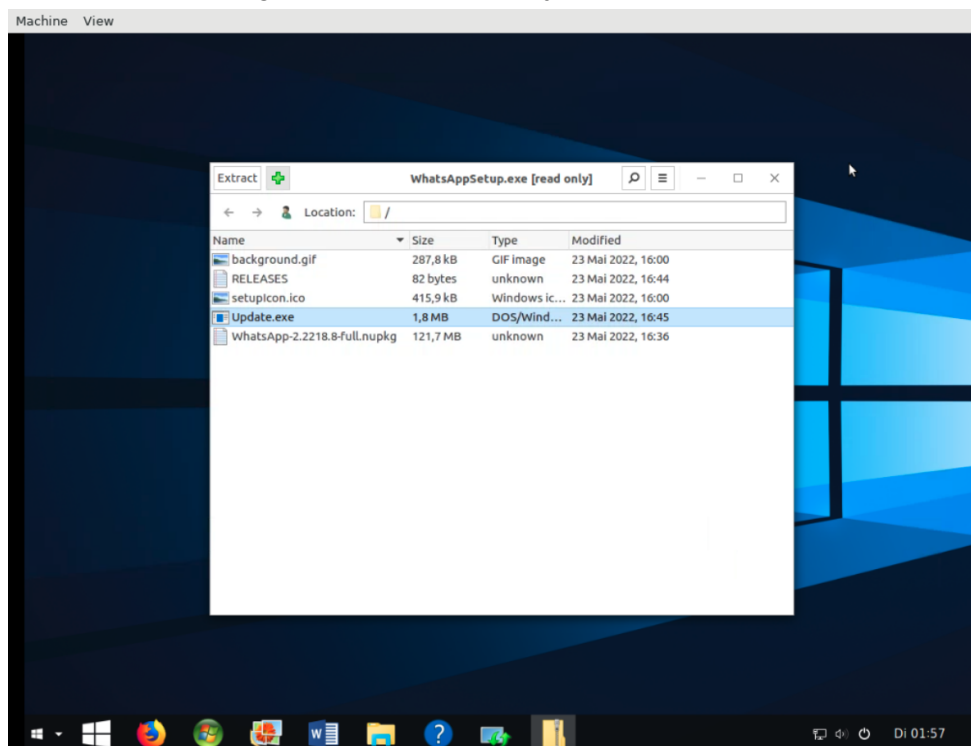 Machine View
Extract WhatsAppSetup.exe [read only]
Location: /
Name Size Type Modified
background.gif 287,8 kB GIF image 23 Mai 2022, 16:00
RELEASES 82 bytes unknown 23 Mai 2022, 16:44
setupIcon.ico 415,9 kB Windows ic... 23 Mai 2022, 16:00
Update.exe 1,8 MB DOS/Wind... 23 Mai 2022, 16:45
WhatsApp-2.2218.8-full.nupkg 121,7 MB unknown 23 Mai 2022, 16:36
W ? Di 01:57